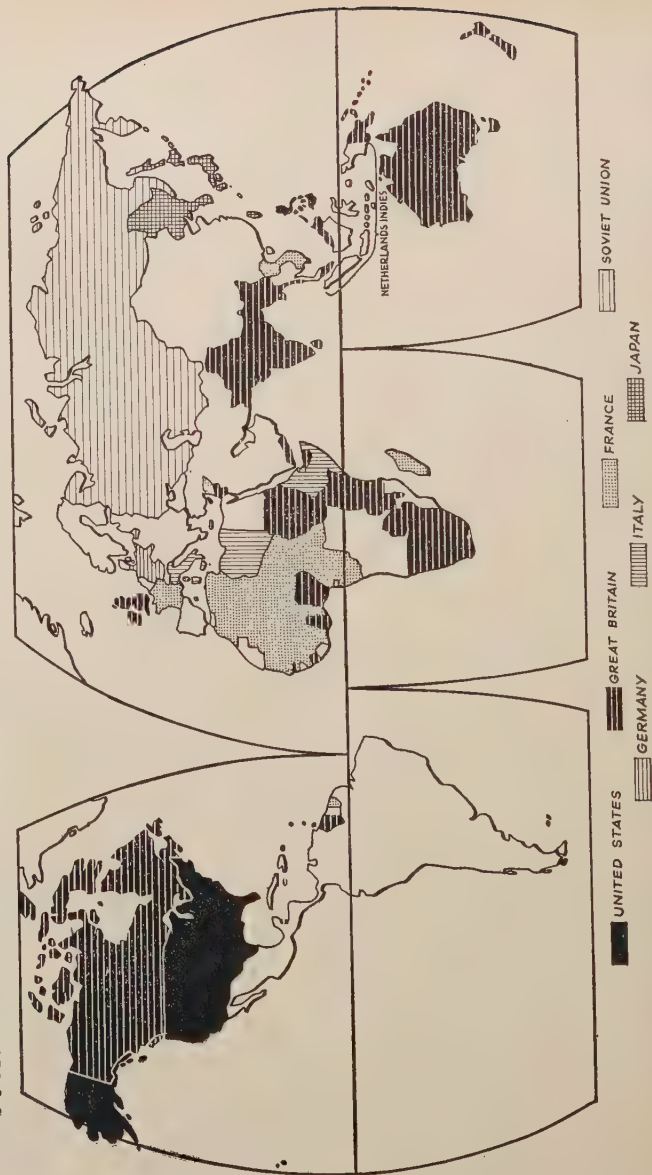 NETHERLANDS INDIES
UNITED STATES
GREAT BRITAIN
FRANCE
SOVIET UNION
GERMANY
ITALY
JAPAN